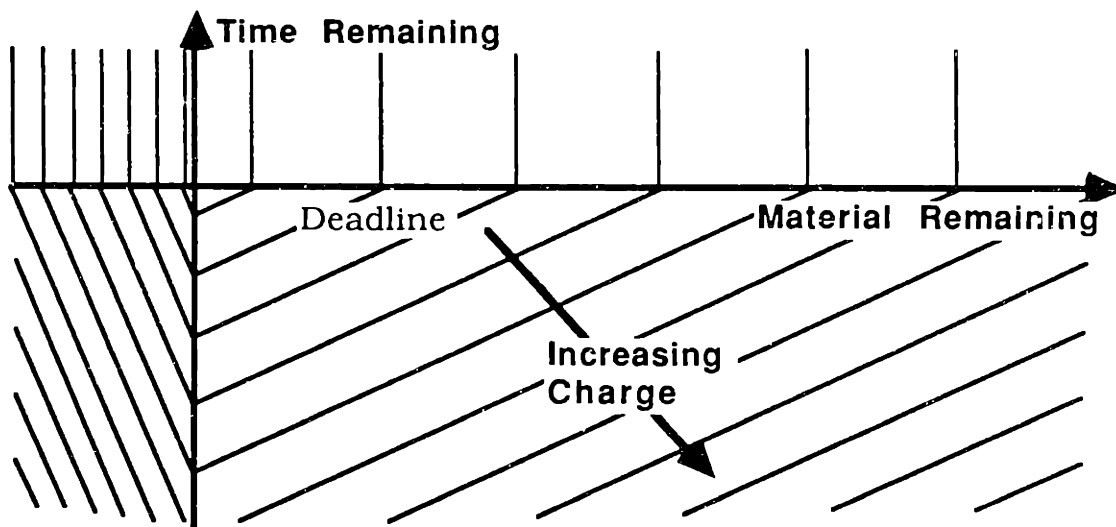 Time Remaining
Deadline
Material Remaining
Increasing
Charge